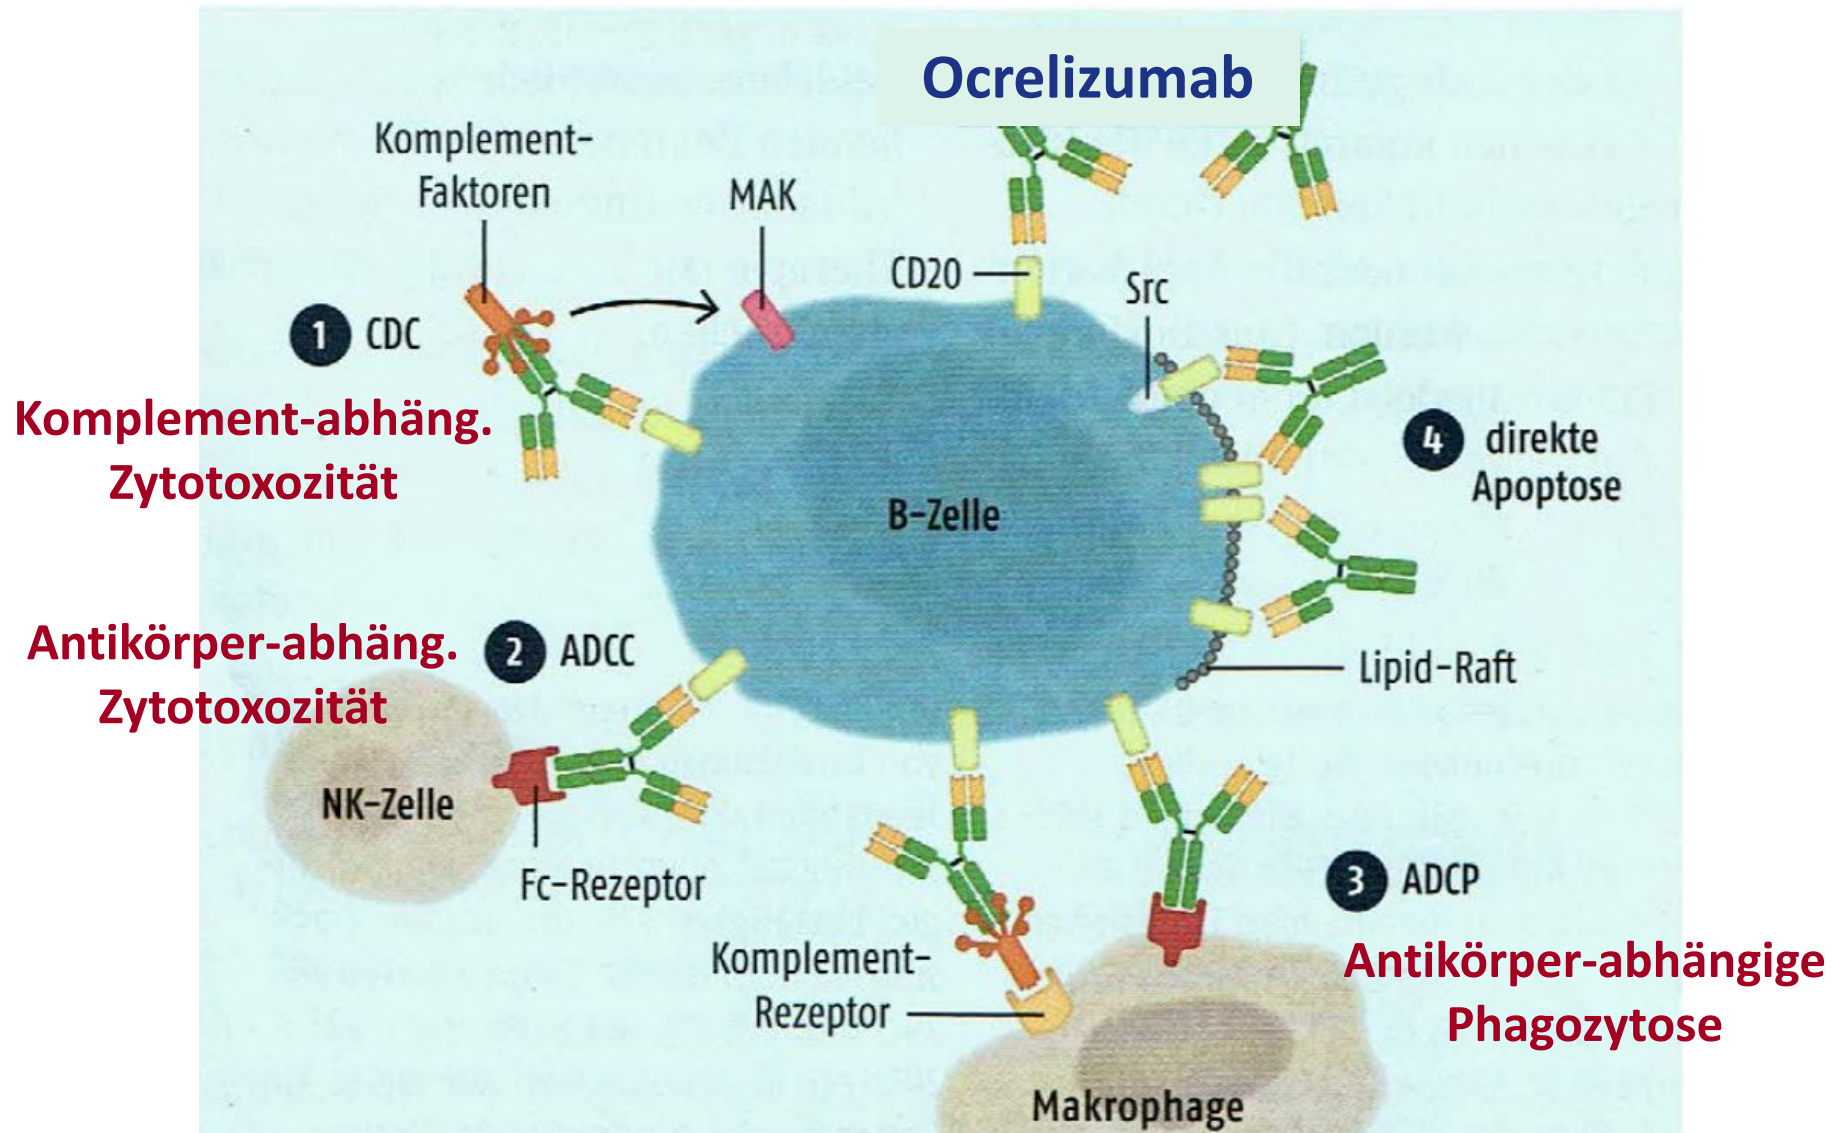 Ocrelizumab
Komplement-
Faktoren
MAK
CD20
Src
1 CDC
Komplement-abhäng.
Zytotoxozität
4 direkte
Apoptose
B-Zelle
Antikörper-abhäng.
Zytotoxozität
2 ADCC
Lipid-Raft
NK-Zelle
Fc-Rezeptor
3 ADCP
Komplement-
Rezeptor
Antikörper-abhängige
Phagozytose
Makrophage